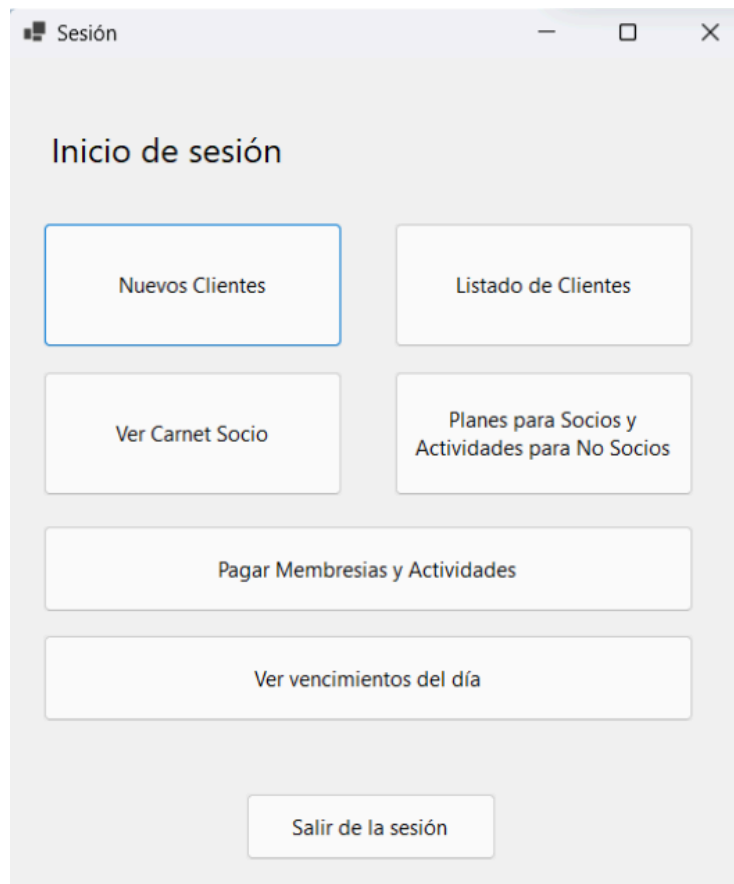 Sesión
Inicio de sesión
Nuevos Clientes
Listado de Clientes
Ver Carnet Socio
Planes para Socios y
Actividades para No Socios
Pagar Membresias y Actividades
Ver vencimientos del día
Salir de la sesión